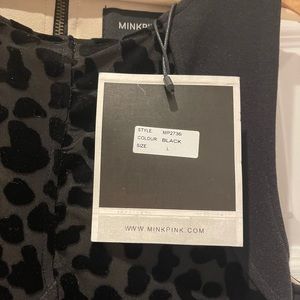 MINKPINK
STYLE MP2736
COLOUR BLACK
SIZE L
WWW.MINKPINK.COM